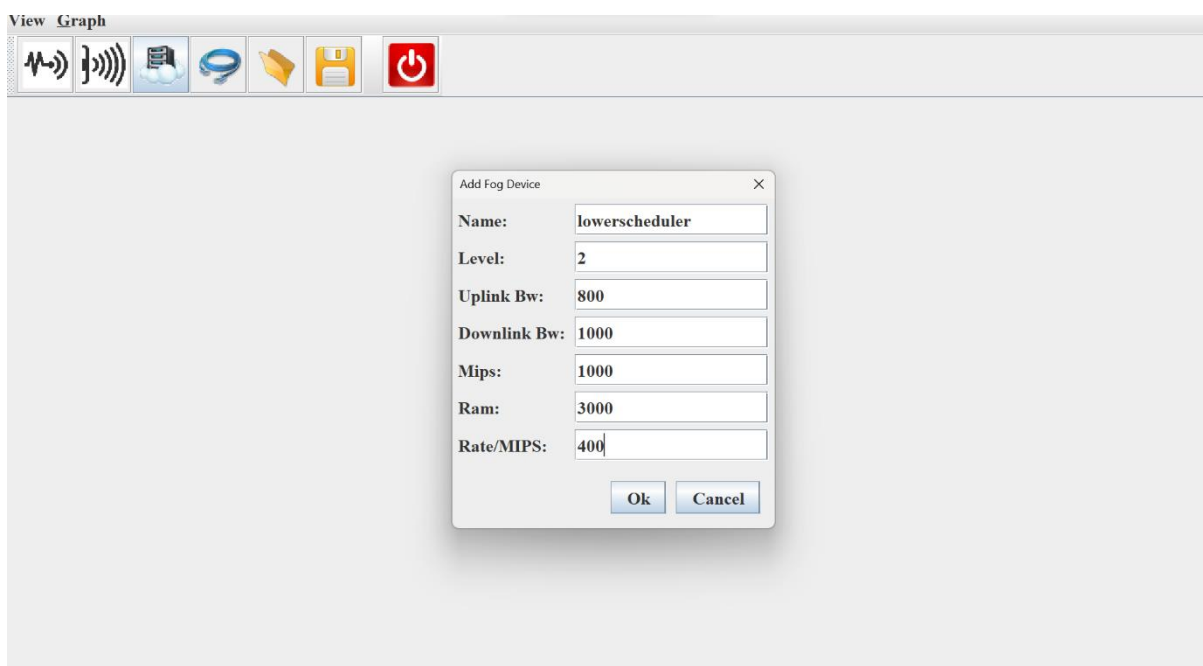 View Graph
Add Fog Device
Name: lowerscheduler
Level: 2
Uplink Bw: 800
Downlink Bw: 1000
Mips: 1000
Ram: 3000
Rate/MIPS: 400
Ok Cancel